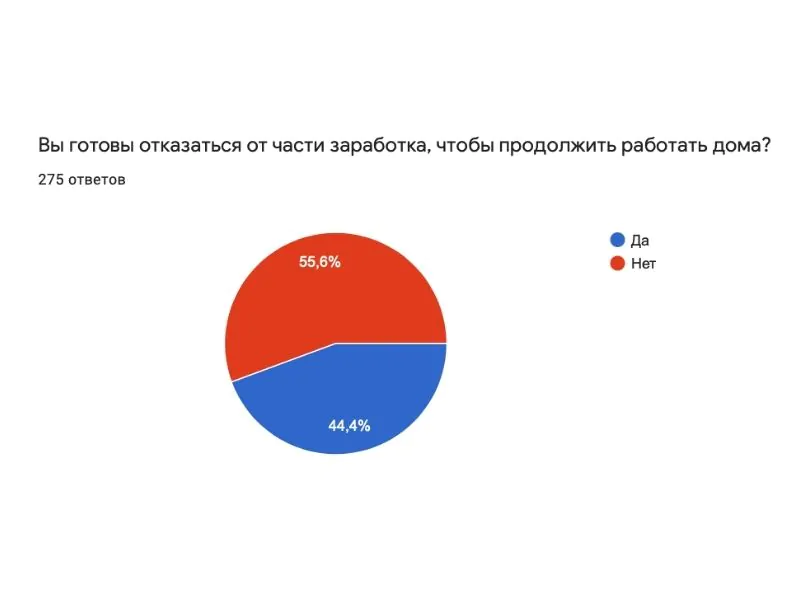 Вы готовы отказаться от части заработка, чтобы продолжить работать дома?
275 ответов
Да
Нет
55,6%
44,4%